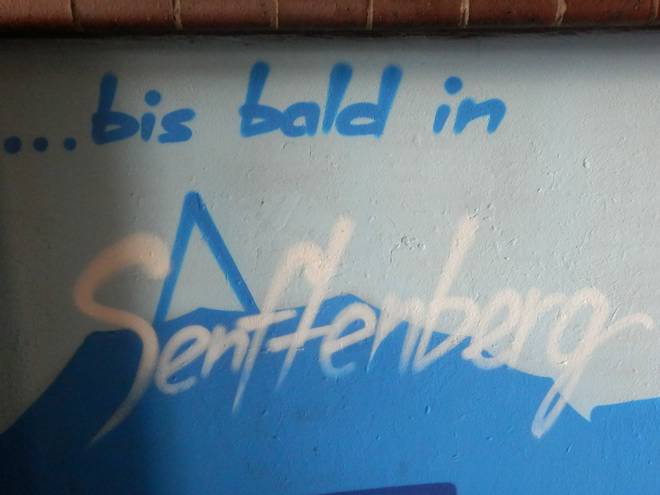 ...bis bald in
Senftenberg